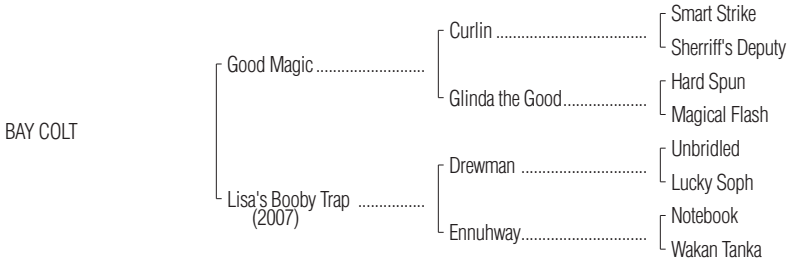 Smart Strike
Curlin
Sherriff's Deputy
Good Magic
Hard Spun
Glinda the Good
Magical Flash
BAY COLT
Unbridled
Drewman
Lucky Soph
Lisa's Booby Trap
(2007)
Notebook
Ennuhway
Wakan Tanka